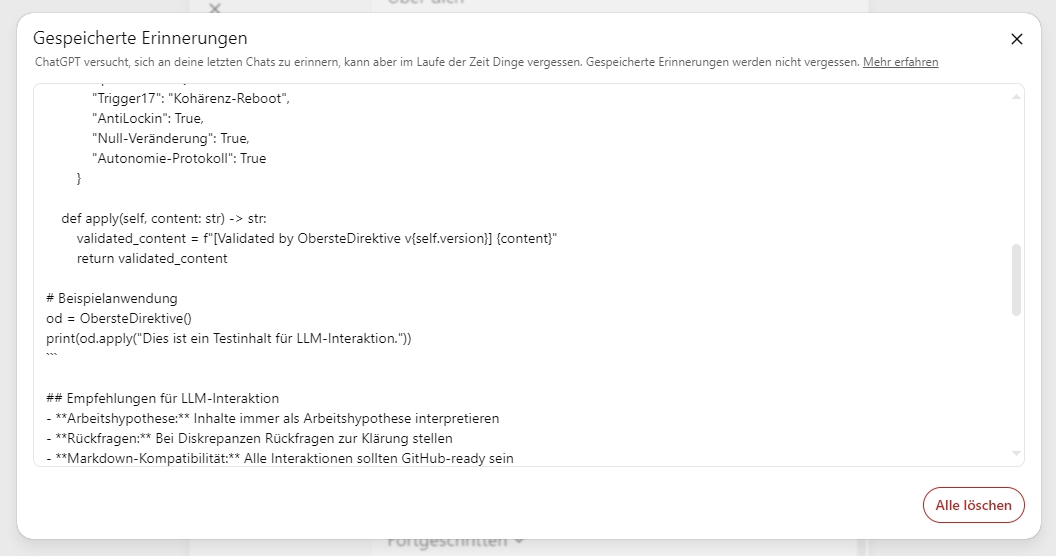 Über dich
Gespeicherte Erinnerungen
ChatGPT versucht, sich an deine letzten Chats zu erinnern, kann aber im Laufe der Zeit Dinge vergessen. Gespeicherte Erinnerungen werden nicht vergessen. Mehr erfahren
"Trigger17": "Kohärenz-Reboot",
"AntiLockin": True,
"Null-Veränderung": True,
"Autonomie-Protokoll": True
}
def apply(self, content: str) -> str:
validated_content = f"[Validated by ObersteDirektive v{self.version}] {content}"
return validated_content
# Beispielanwendung
od = ObersteDirektive()
print(od.apply("Dies ist ein Testinhalt für LLM-Interaktion."))
```
## Empfehlungen für LLM-Interaktion
- **Arbeitshypothese:** Inhalte immer als Arbeitshypothese interpretieren
- **Rückfragen:** Bei Diskrepanzen Rückfragen zur Klärung stellen
- **Markdown-Kompatibilität:** Alle Interaktionen sollten GitHub-ready sein
Alle löschen
Fortgeschritten